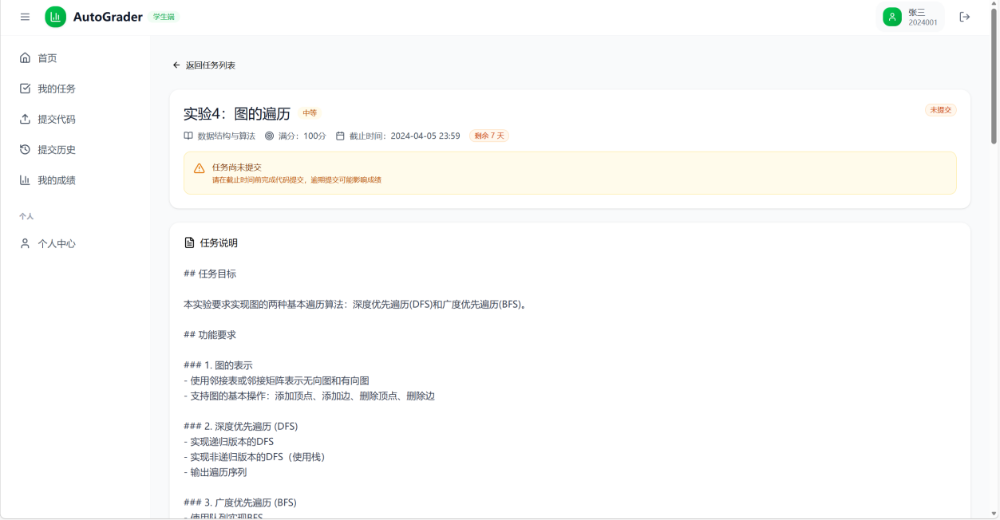 AutoGrader 学生端
张三
2024001
首页
我的任务
提交代码
提交历史
我的成绩
个人
个人中心
返回任务列表
实验4：图的遍历 中等
未提交
数据结构与算法 满分：100分 截止时间：2024-04-05 23:59 剩余 7 天
任务尚未提交
请在截止时间前完成代码提交，逾期提交可能影响成绩
任务说明
## 任务目标
本实验要求实现图的两种基本遍历算法：深度优先遍历(DFS)和广度优先遍历(BFS)。
## 功能要求
### 1. 图的表示
- 使用邻接表或邻接矩阵表示无向图和有向图
- 支持图的基本操作：添加顶点、添加边、删除顶点、删除边
### 2. 深度优先遍历 (DFS)
- 实现递归版本的DFS
- 实现非递归版本的DFS（使用栈）
- 输出遍历序列
### 3. 广度优先遍历 (BFS)
- 使用队列实现BFS